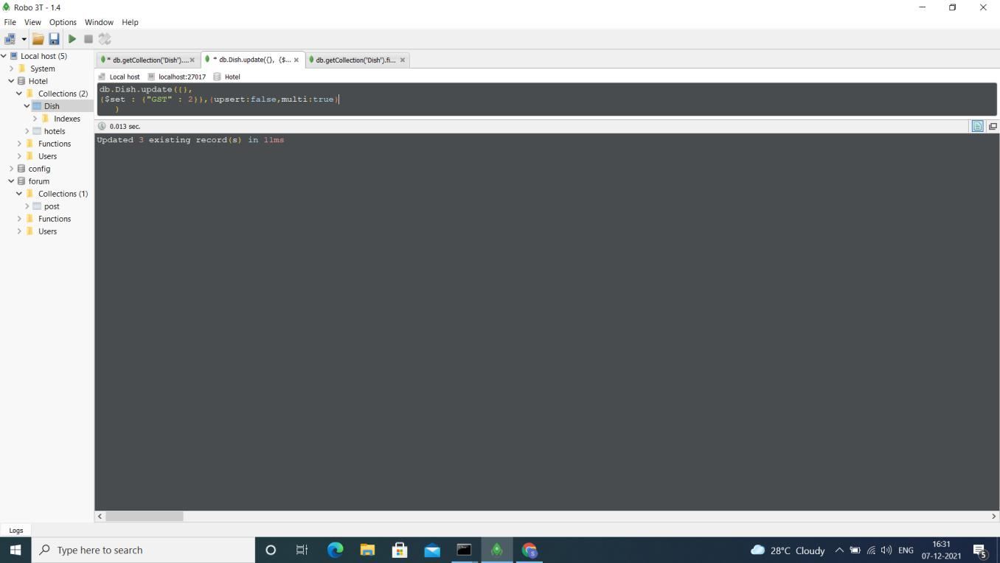 Robo 3T - 1.4
File View Options Window Help
Local host (5)
System
Hotel
Collections (2)
Dish
Indexes
hotels
Functions
Users
config
forum
Collections (1)
post
Functions
Users
* db.getCollection('Dish')....
* db.Dish.update({}, {$...
db.getCollection('Dish').fi...
Local host localhost:27017 Hotel
db.Dish.update({},
{$set : {"GST" : 2}},{upsert:false,multi:true}
)
0.013 sec.
Updated 3 existing record(s) in 11ms
Logs
Type here to search
28°C Cloudy
ENG
16:31
07-12-2021
5